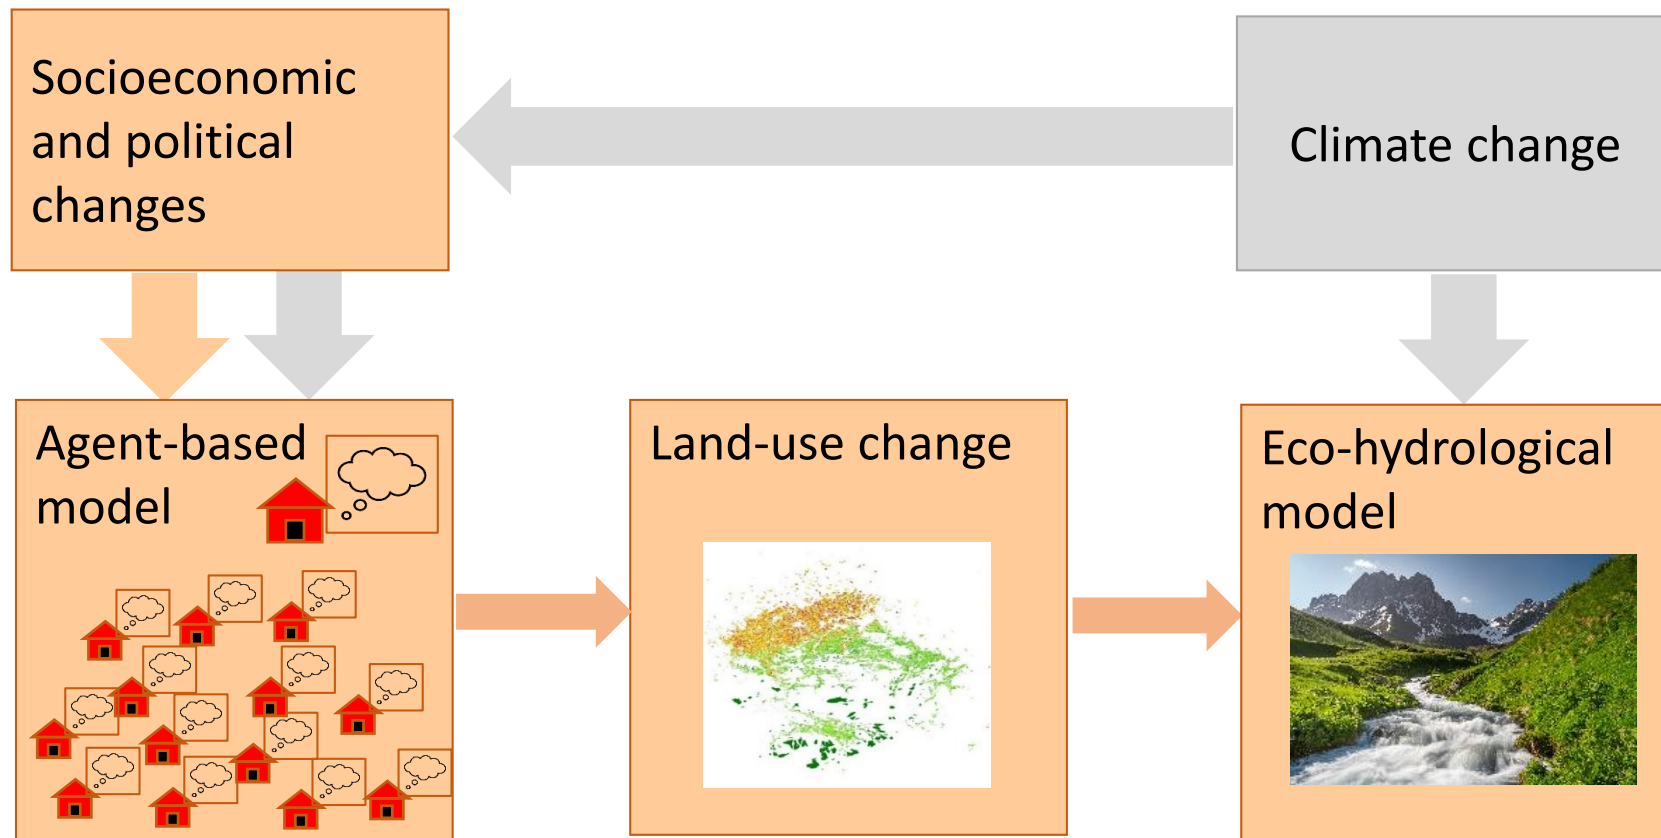 Socioeconomic
and political
changes
Climate change
Agent-based
model
Land-use change
Eco-hydrological
model